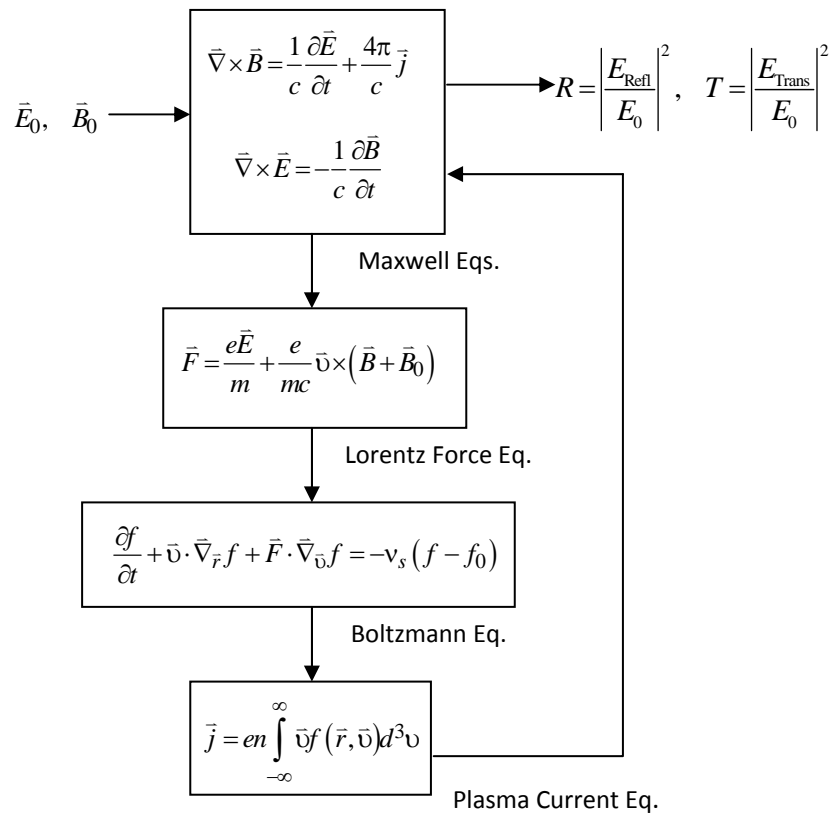 ∇⃗ × B⃗ = (1/c) ∂E⃗/∂t + (4π/c) j⃗
E⃗₀,   B⃗₀
R = |E_Refl / E₀|²,   T = |E_Trans / E₀|²
∇⃗ × E⃗ = −(1/c) ∂B⃗/∂t
Maxwell Eqs.
F⃗ = eE⃗/m + (e/mc) υ⃗ × (B⃗ + B⃗₀)
Lorentz Force Eq.
∂f/∂t + υ⃗ · ∇⃗_r⃗ f + F⃗ · ∇⃗_υ⃗ f = −ν_s (f − f₀)
Boltzmann Eq.
j⃗ = en ∫_{−∞}^{∞} υ⃗ f (r⃗, υ⃗) d³υ
Plasma Current Eq.